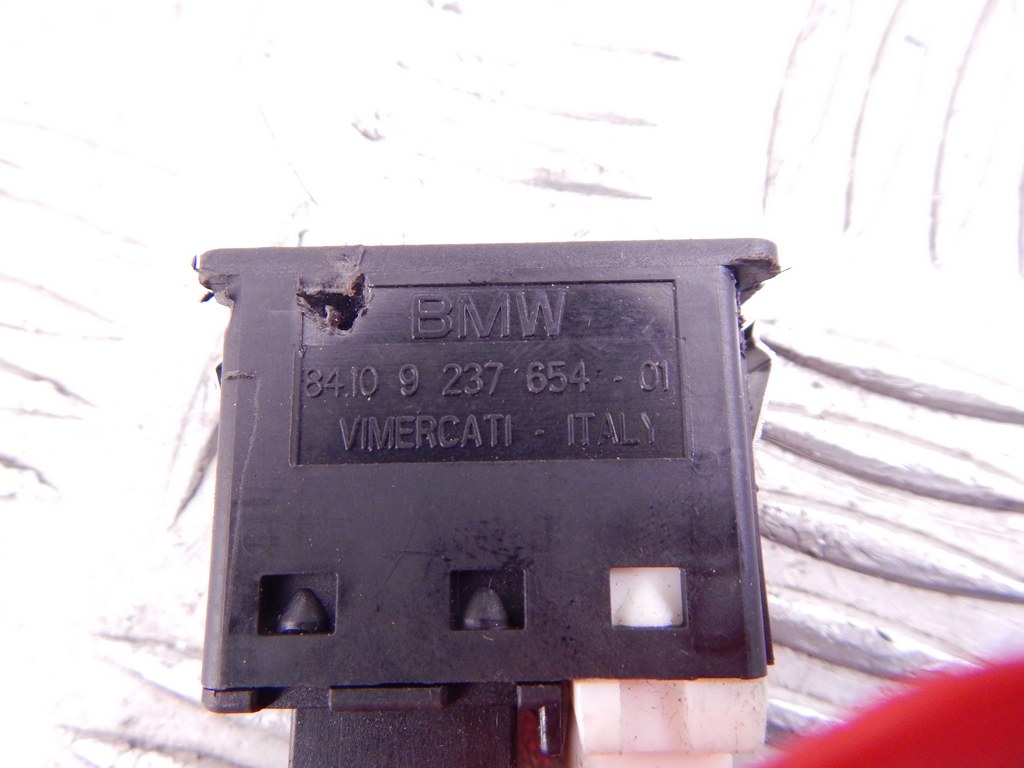 BMW
84.10 9 237 654 - 01
VIMERCATI - ITALY